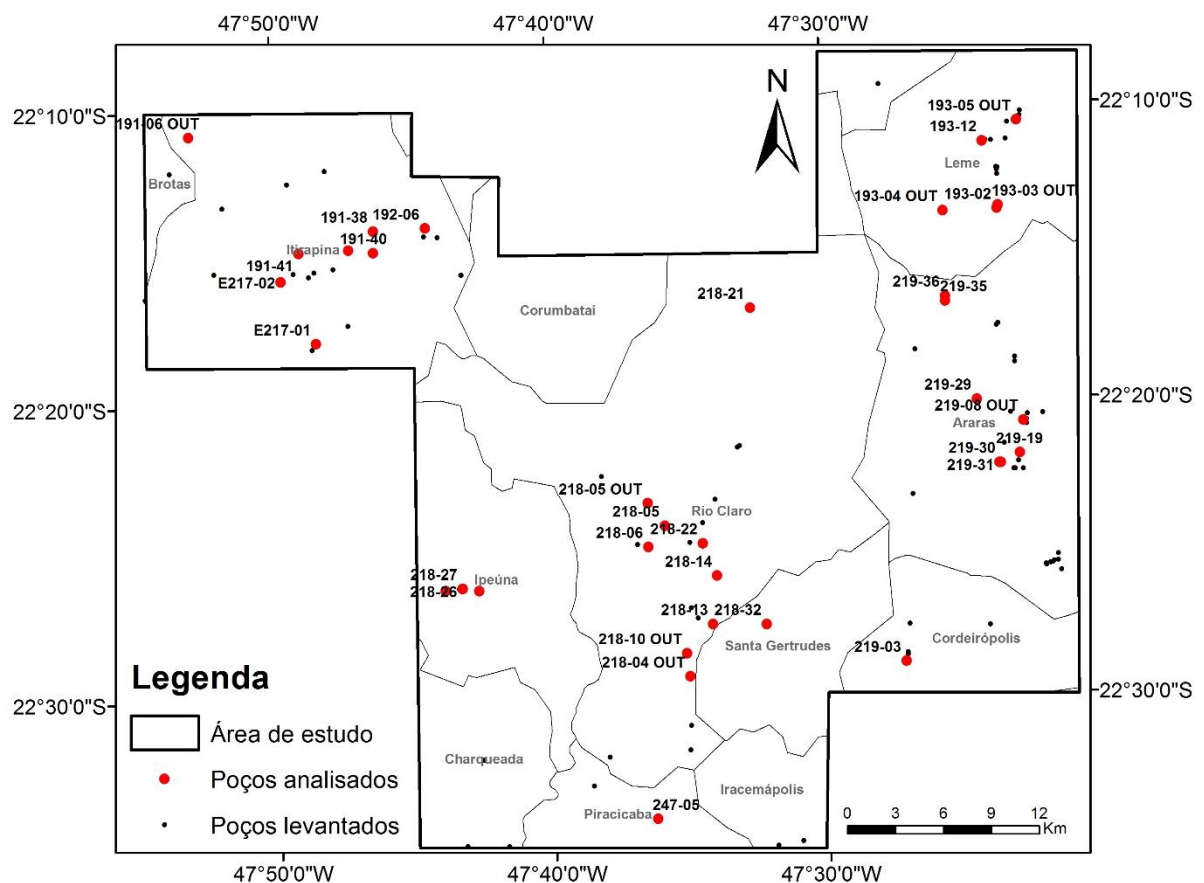 47°50'0"W 47°40'0"W 47°30'0"W
22°10'0"S 22°10'0"S
N
191-06 OUT
193-05 OUT
193-12
Leme
Brotas
193-04 OUT 193-02 193-03 OUT
191-38 192-06
Itirapina 191-40
191-41
E217-02
219-36 219-35
218-21
Corumbataí
E217-01
22°20'0"S 22°20'0"S
219-29
219-08 OUT
Araras
219-30 219-19
219-31
218-05 OUT
218-05 Rio Claro
218-06 218-22
218-14
218-27 Ipeúna
218-26
218-13 218-32
218-10 OUT Santa Gertrudes Cordeirópolis
218-04 OUT 219-03
Legenda
22°30'0"S 22°30'0"S
Área de estudo
Charqueada
Poços analisados
Iracemápolis
247-05
Piracicaba
Poços levantados
0 3 6 9 12
Km
47°50'0"W 47°40'0"W 47°30'0"W